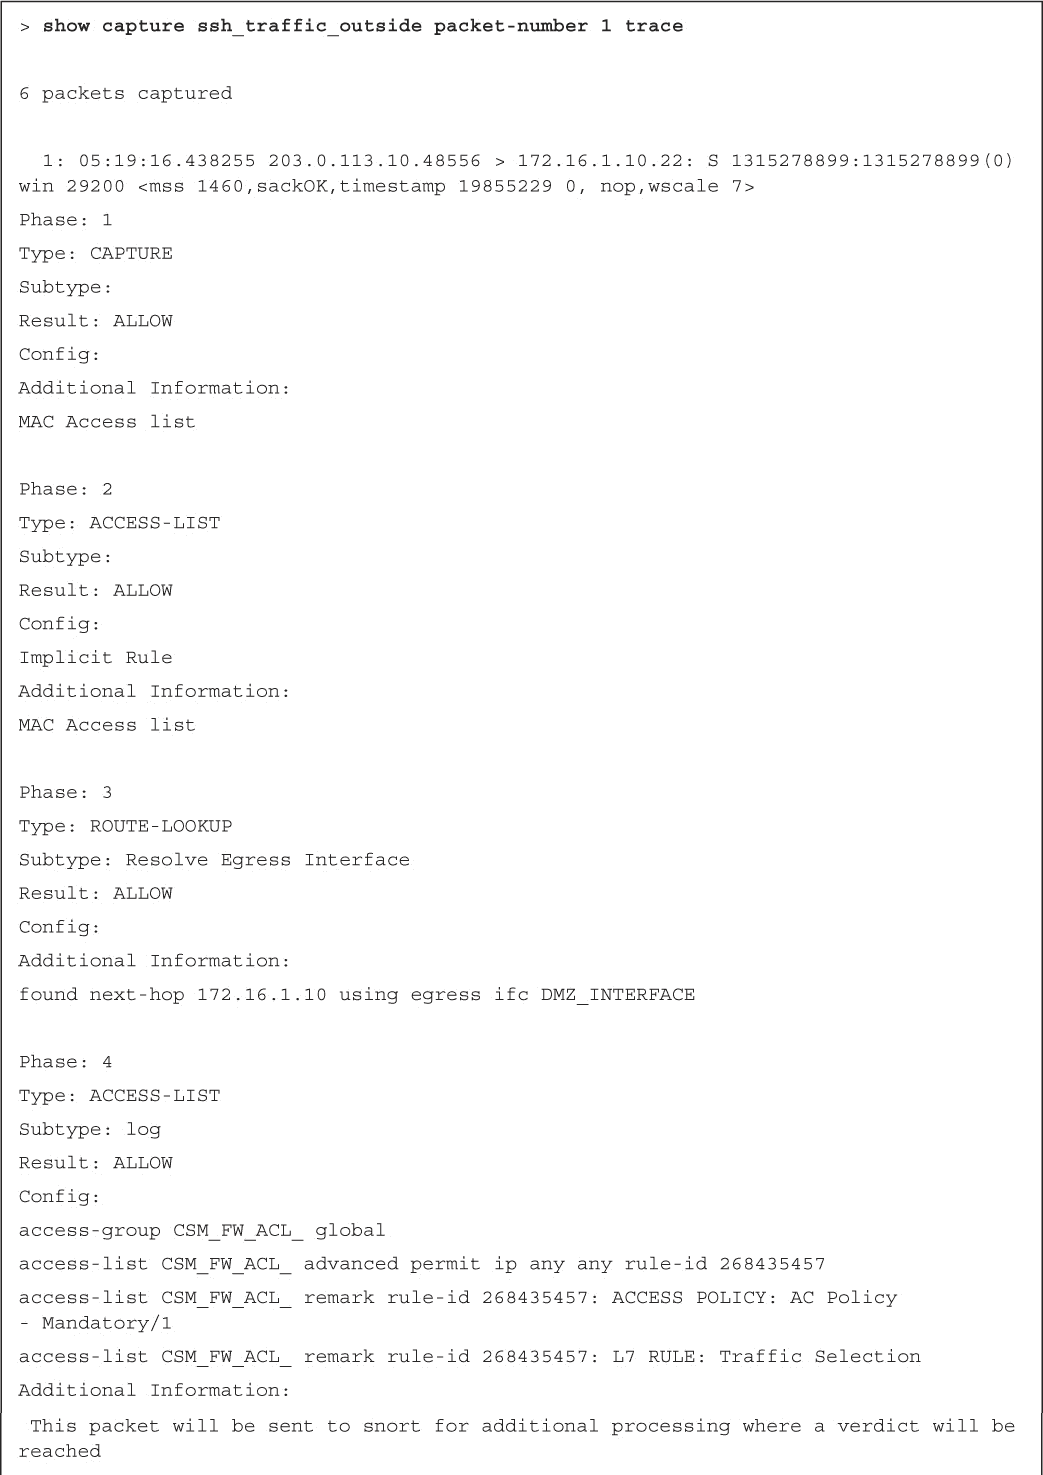 > show capture ssh_traffic_outside packet-number 1 trace
6 packets captured
1: 05:19:16.438255 203.0.113.10.48556 > 172.16.1.10.22: S 1315278899:1315278899(0)
win 29200 <mss 1460,sackOK,timestamp 19855229 0, nop,wscale 7>
Phase: 1
Type: CAPTURE
Subtype:
Result: ALLOW
Config:
Additional Information:
MAC Access list
Phase: 2
Type: ACCESS-LIST
Subtype:
Result: ALLOW
Config:
Implicit Rule
Additional Information:
MAC Access list
Phase: 3
Type: ROUTE-LOOKUP
Subtype: Resolve Egress Interface
Result: ALLOW
Config:
Additional Information:
found next-hop 172.16.1.10 using egress ifc DMZ_INTERFACE
Phase: 4
Type: ACCESS-LIST
Subtype: log
Result: ALLOW
Config:
access-group CSM_FW_ACL_ global
access-list CSM_FW_ACL_ advanced permit ip any any rule-id 268435457
access-list CSM_FW_ACL_ remark rule-id 268435457: ACCESS POLICY: AC Policy
- Mandatory/1
access-list CSM_FW_ACL_ remark rule-id 268435457: L7 RULE: Traffic Selection
Additional Information:
This packet will be sent to snort for additional processing where a verdict will be
reached